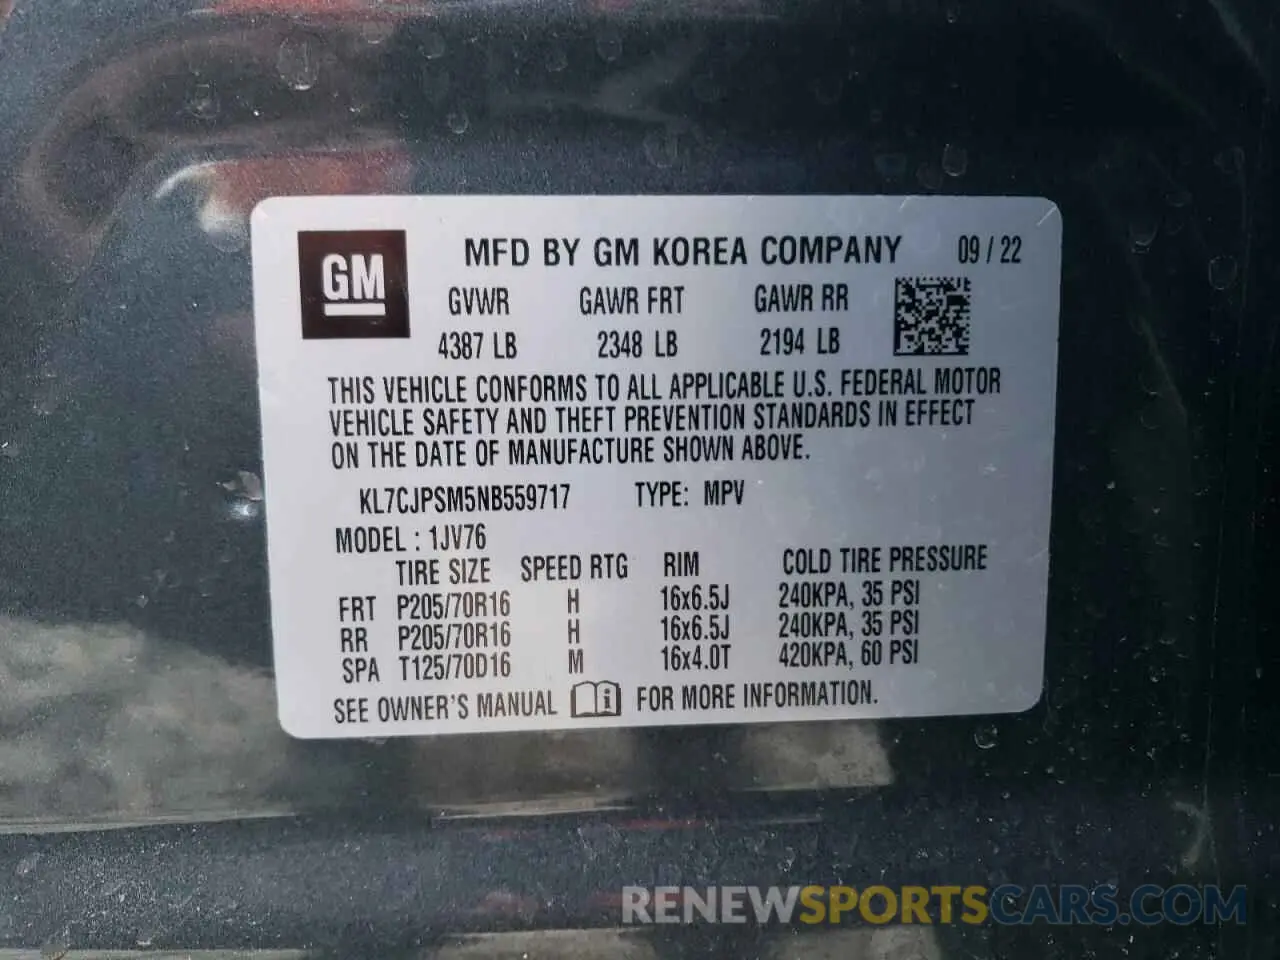 GM
MFD BY GM KOREA COMPANY 09 / 22
GVWR GAWR FRT GAWR RR
4387 LB 2348 LB 2194 LB
THIS VEHICLE CONFORMS TO ALL APPLICABLE U.S. FEDERAL MOTOR
VEHICLE SAFETY AND THEFT PREVENTION STANDARDS IN EFFECT
ON THE DATE OF MANUFACTURE SHOWN ABOVE.
KL7CJPSM5NB559717 TYPE: MPV
MODEL : 1JV76
TIRE SIZE SPEED RTG RIM COLD TIRE PRESSURE
FRT P205/70R16 H 16x6.5J 240KPA, 35 PSI
RR P205/70R16 H 16x6.5J 240KPA, 35 PSI
SPA T125/70D16 M 16x4.0T 420KPA, 60 PSI
SEE OWNER'S MANUAL i FOR MORE INFORMATION.
RENEWSPORTSCARS.COM